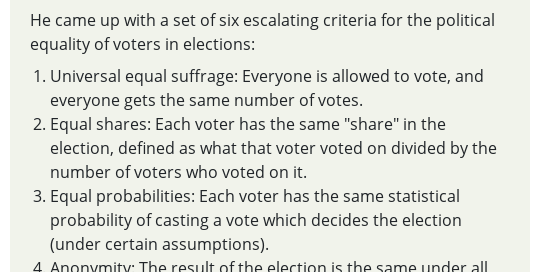 He came up with a set of six escalating criteria for the political
equality of voters in elections:
1. Universal equal suffrage: Everyone is allowed to vote, and
everyone gets the same number of votes.
2. Equal shares: Each voter has the same "share" in the
election, defined as what that voter voted on divided by the
number of voters who voted on it.
3. Equal probabilities: Each voter has the same statistical
probability of casting a vote which decides the election
(under certain assumptions).
4. Anonymity: The result of the election is the same under all